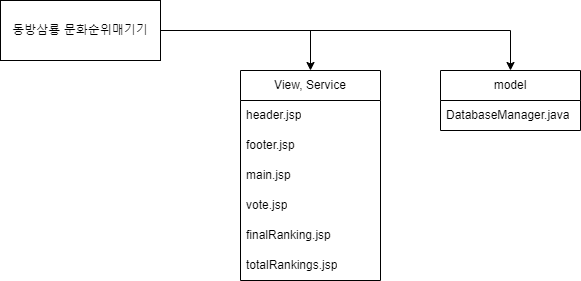 동방삼룡 문화순위매기기
View, Service
header.jsp
footer.jsp
main.jsp
vote.jsp
finalRanking.jsp
totalRankings.jsp
model
DatabaseManager.java